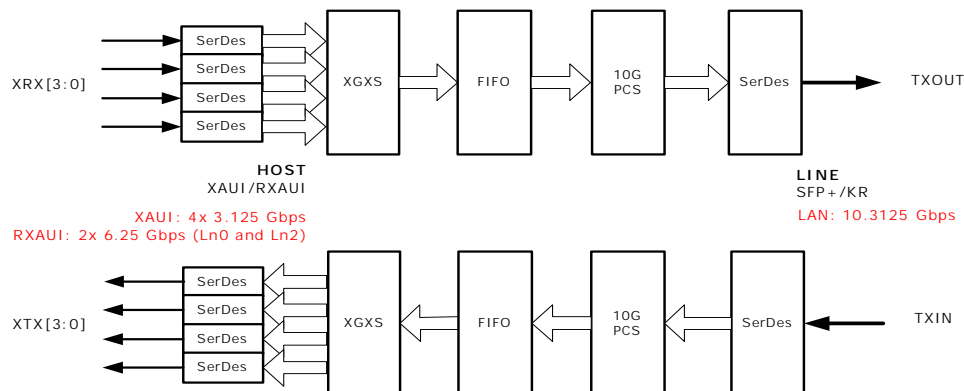 SerDes
SerDes
SerDes
SerDes
XRX[3:0]
XGXS
FIFO
10G
PCS
SerDes
TXOUT
HOST
XAUI/RXAUI
XAUI: 4x 3.125 Gbps
RXAUI: 2x 6.25 Gbps (Ln0 and Ln2)
LINE
SFP+/KR
LAN: 10.3125 Gbps
SerDes
SerDes
SerDes
SerDes
XTX[3:0]
XGXS
FIFO
10G
PCS
SerDes
TXIN